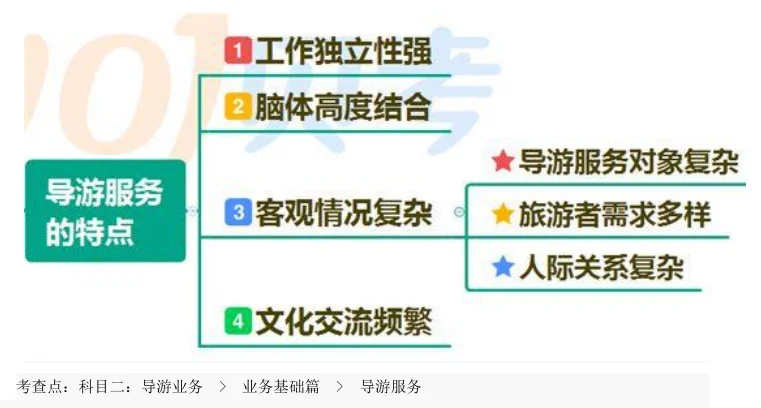 1 工作独立性强
2 脑体高度结合
导游服务
的特点
3 客观情况复杂
导游服务对象复杂
旅游者需求多样
人际关系复杂
4 文化交流频繁
考查点：科目二：导游业务 > 业务基础篇 > 导游服务